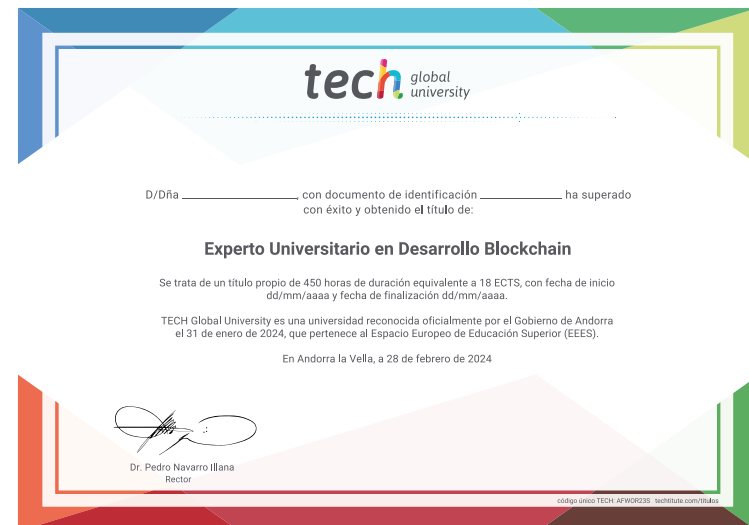 tech global university
D/Dña ____________________, con documento de identificación ______________ ha superado
con éxito y obtenido el título de:
Experto Universitario en Desarrollo Blockchain
Se trata de un título propio de 450 horas de duración equivalente a 18 ECTS, con fecha de inicio
dd/mm/aaaa y fecha de finalización dd/mm/aaaa.
TECH Global University es una universidad reconocida oficialmente por el Gobierno de Andorra
el 31 de enero de 2024, que pertenece al Espacio Europeo de Educación Superior (EEES).
En Andorra la Vella, a 28 de febrero de 2024
Dr. Pedro Navarro Illana
Rector
código único TECH: AFWOR23S techtitute.com/titulos